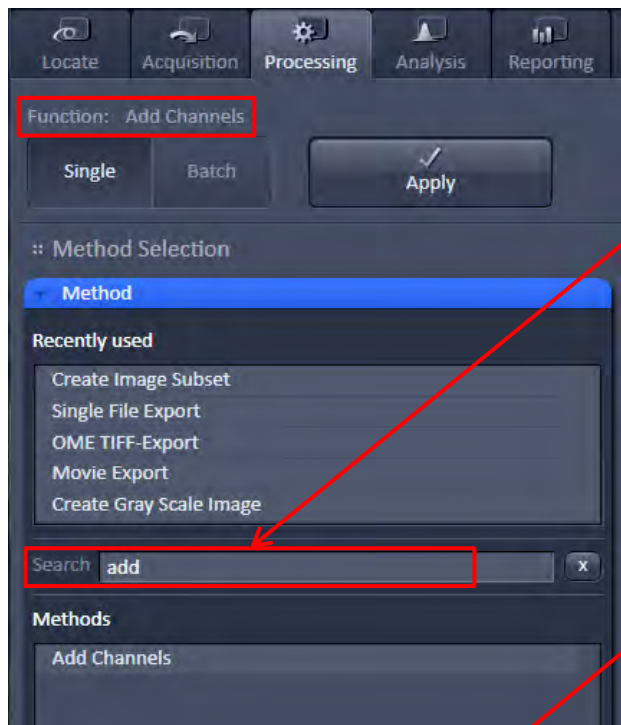 Locate Acquisition Processing Analysis Reporting
Function: Add Channels
Single Batch Apply
Method Selection
Method
Recently used
Create Image Subset
Single File Export
OME TIFF-Export
Movie Export
Create Gray Scale Image
Search add x
Methods
Add Channels